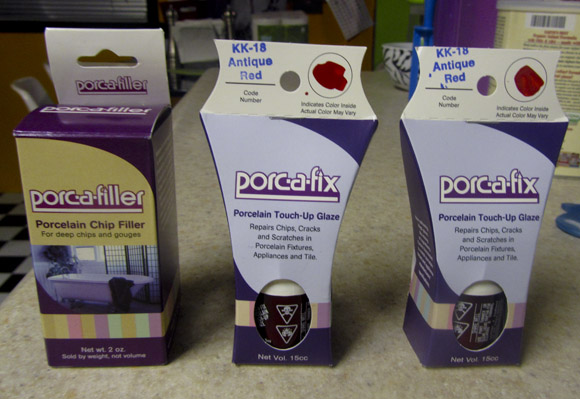 porc-a-filler
porc-a-filler
Porcelain Chip Filler
For deep chips and gouges
Net wt. 2 oz.
Sold by weight, not volume
KK-18
Antique
Red
Code
Number
Indicates Color Inside
Actual Color May Vary
porc-a-fix
Porcelain Touch-Up Glaze
Repairs Chips, Cracks
and Scratches in
Porcelain Fixtures,
Appliances and Tile.
Net Vol. 15cc
KK-18
Antique
Red
Code
Number
Indicates Color Inside
Actual Color May Vary
porc-a-fix
Porcelain Touch-Up Glaze
Repairs Chips, Cracks
and Scratches in
Porcelain Fixtures,
Appliances and Tile.
Net Vol. 15cc